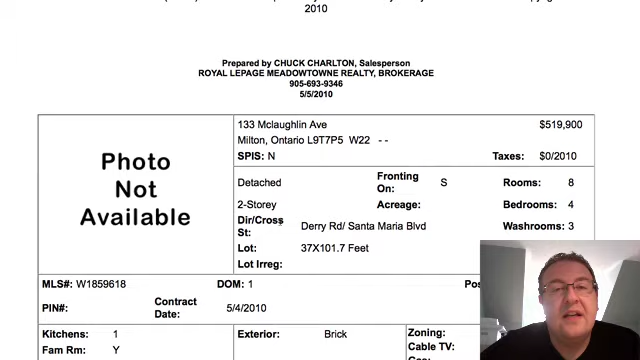 2010
Prepared by CHUCK CHARLTON, Salesperson
ROYAL LEPAGE MEADOWTOWNE REALTY, BROKERAGE
905-693-9346
5/5/2010
Photo Not Available
133 Mclaughlin Ave $519,900
Milton, Ontario L9T7P5 W22 - -
SPIS: N Taxes: $0/2010
Detached Fronting On: S Rooms: 8
2-Storey Acreage: Bedrooms: 4
Dir/Cross St: Derry Rd/ Santa Maria Blvd Washrooms: 3
Lot: 37X101.7 Feet
Lot Irreg:
MLS#: W1859618 DOM: 1
PIN#: Contract Date: 5/4/2010
Kitchens: 1 Exterior: Brick Zoning:
Fam Rm: Y Cable TV: